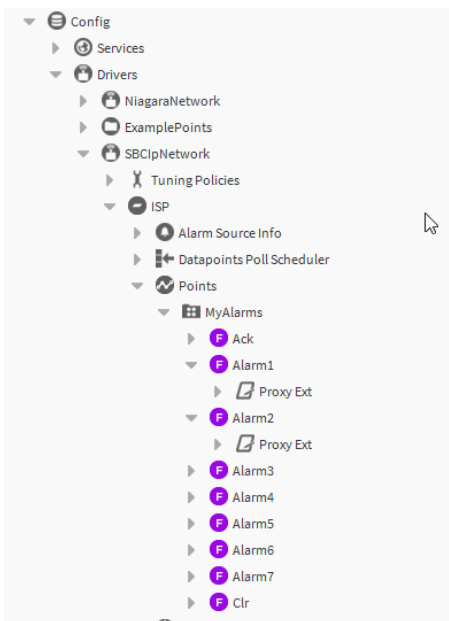 Config
Services
Drivers
NiagaraNetwork
ExamplePoints
SBCIpNetwork
Tuning Policies
ISP
Alarm Source Info
Datapoints Poll Scheduler
Points
MyAlarms
F Ack
F Alarm1
Proxy Ext
F Alarm2
Proxy Ext
F Alarm3
F Alarm4
F Alarm5
F Alarm6
F Alarm7
F Clr